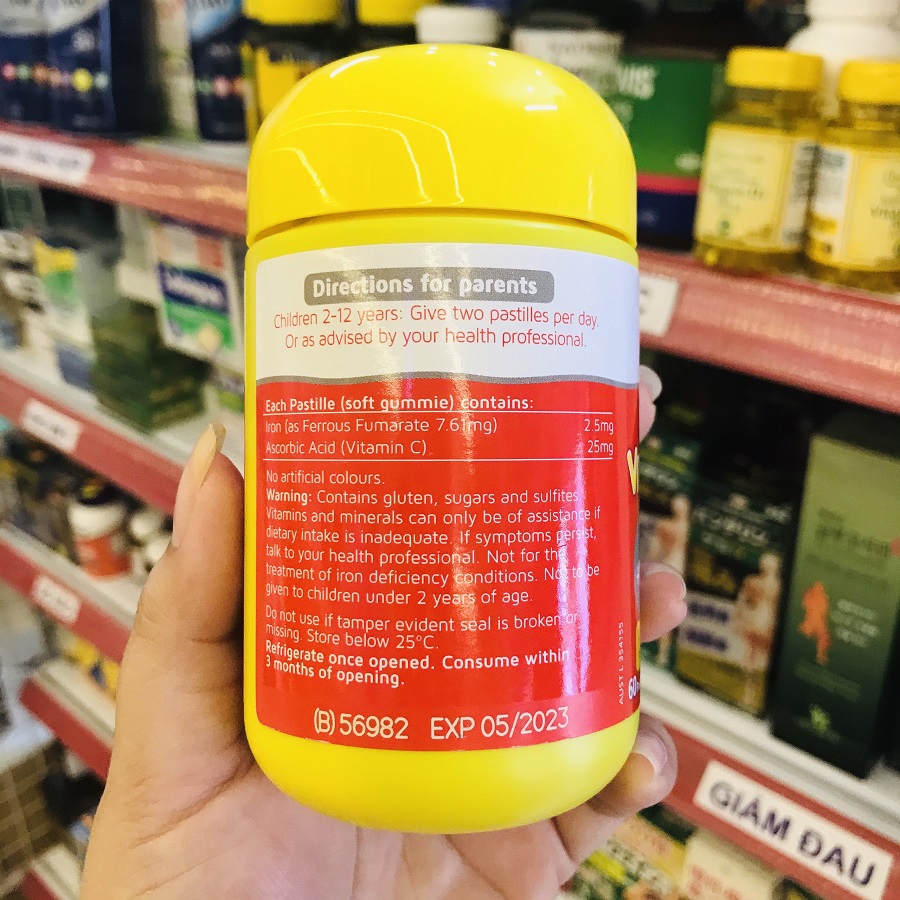 Directions for parents
Children 2-12 years: Give two pastilles per day.
Or as advised by your health professional.
Each Pastille (soft gummie) contains:
Iron (as Ferrous Fumarate 7.61mg) 2.5mg
Ascorbic Acid (Vitamin C) 25mg
No artificial colours.
Warning: Contains gluten, sugars and sulfites.
Vitamins and minerals can only be of assistance if
dietary intake is inadequate. If symptoms persist,
talk to your health professional. Not for the
treatment of iron deficiency conditions. Not to be
given to children under 2 years of age.
Do not use if tamper evident seal is broken or
missing. Store below 25°C.
Refrigerate once opened. Consume within
3 months of opening.
(B) 56982 EXP 05/2023
AUST L 354155
60
GIẢM ĐAU